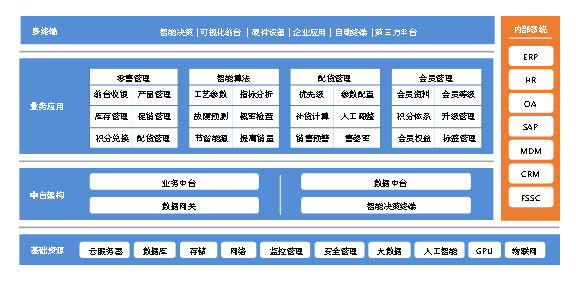 多终端
智能决策 | 可视化前台 | 硬件设备 | 企业应用 | 自助终端 | 第三方平台
内部系统
ERP
HR
OA
SAP
MDM
CRM
FSSC
业务应用
零售管理
前台收银 产品管理
库存管理 促销管理
积分兑换 配货管理
智能算法
工艺参数 指标分析
故障预测 视觉检查
节省能源 提高销量
配货管理
优先级 参数配置
补货计算 人工调整
销售预警
会员管理
会员资料 会员等级
积分体系 升级管理
会员权益 标签管理
中台架构
业务中台 数据中台
数据网关 智能决策终端
基础资源
云服务器 数据库 存储 网络 监控管理 安全管理 大数据 人工智能 GPU 物联网